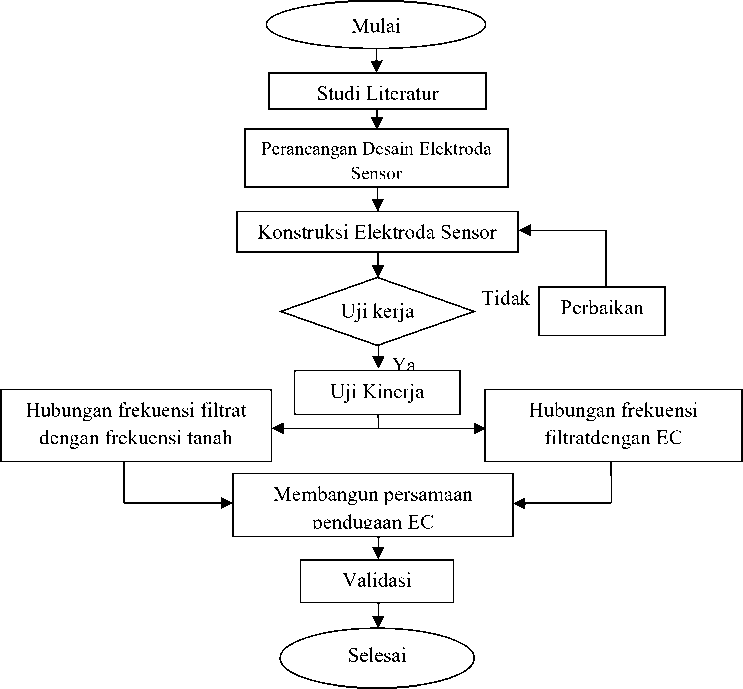 Mulai
Studi Literatur
Perancangan Desain Elektroda
Sensor
Konstruksi Elektroda Sensor
Uji kerja
Tidak
Perbaikan
Ya
Uji Kinerja
Hubungan frekuensi filtrat
dengan frekuensi tanah
Hubungan frekuensi
filtratdengan EC
Membangun persamaan
pendugaan EC
Validasi
Selesai